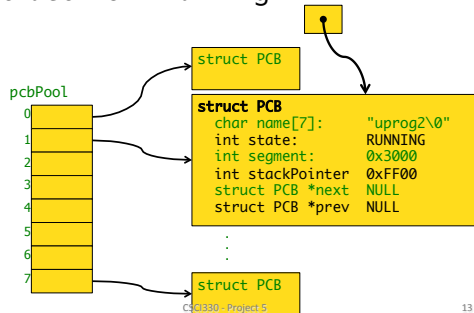 struct PCB
pcbPool
0
1
2
3
4
5
6
7
struct PCB
char name[7]: "uprog2\0"
int state: RUNNING
int segment: 0x3000
int stackPointer 0xFF00
struct PCB *next NULL
struct PCB *prev NULL
.
.
.
struct PCB
CSCI330 - Project 5
13